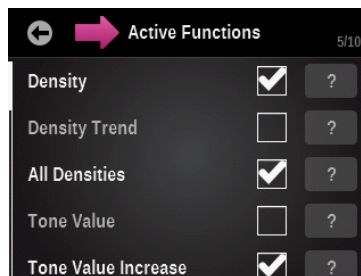 Active Functions
5/10
Density ?
Density Trend ?
All Densities ?
Tone Value ?
Tone Value Increase ?